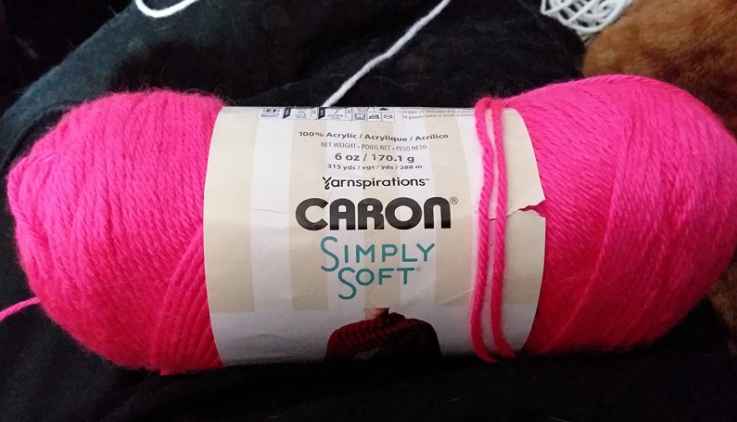 100% Acrylic / Acrylique / Acrílico
NET WEIGHT • POIDS NET • PESO NETO
6 oz / 170.1 g
315 yds / vgs / yds / 288 m
Yarnspirations™
CARON®
SIMPLY
SOFT®